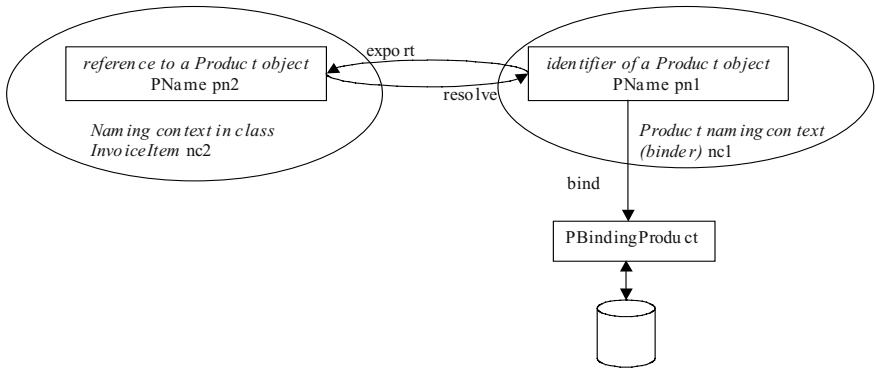 reference to a Product object
PName pn2
export
resolve
identifier of a Product object
PName pn1
Naming context in class
InvoiceItem nc2
Product naming context
(binder) nc1
bind
PBindingProduct